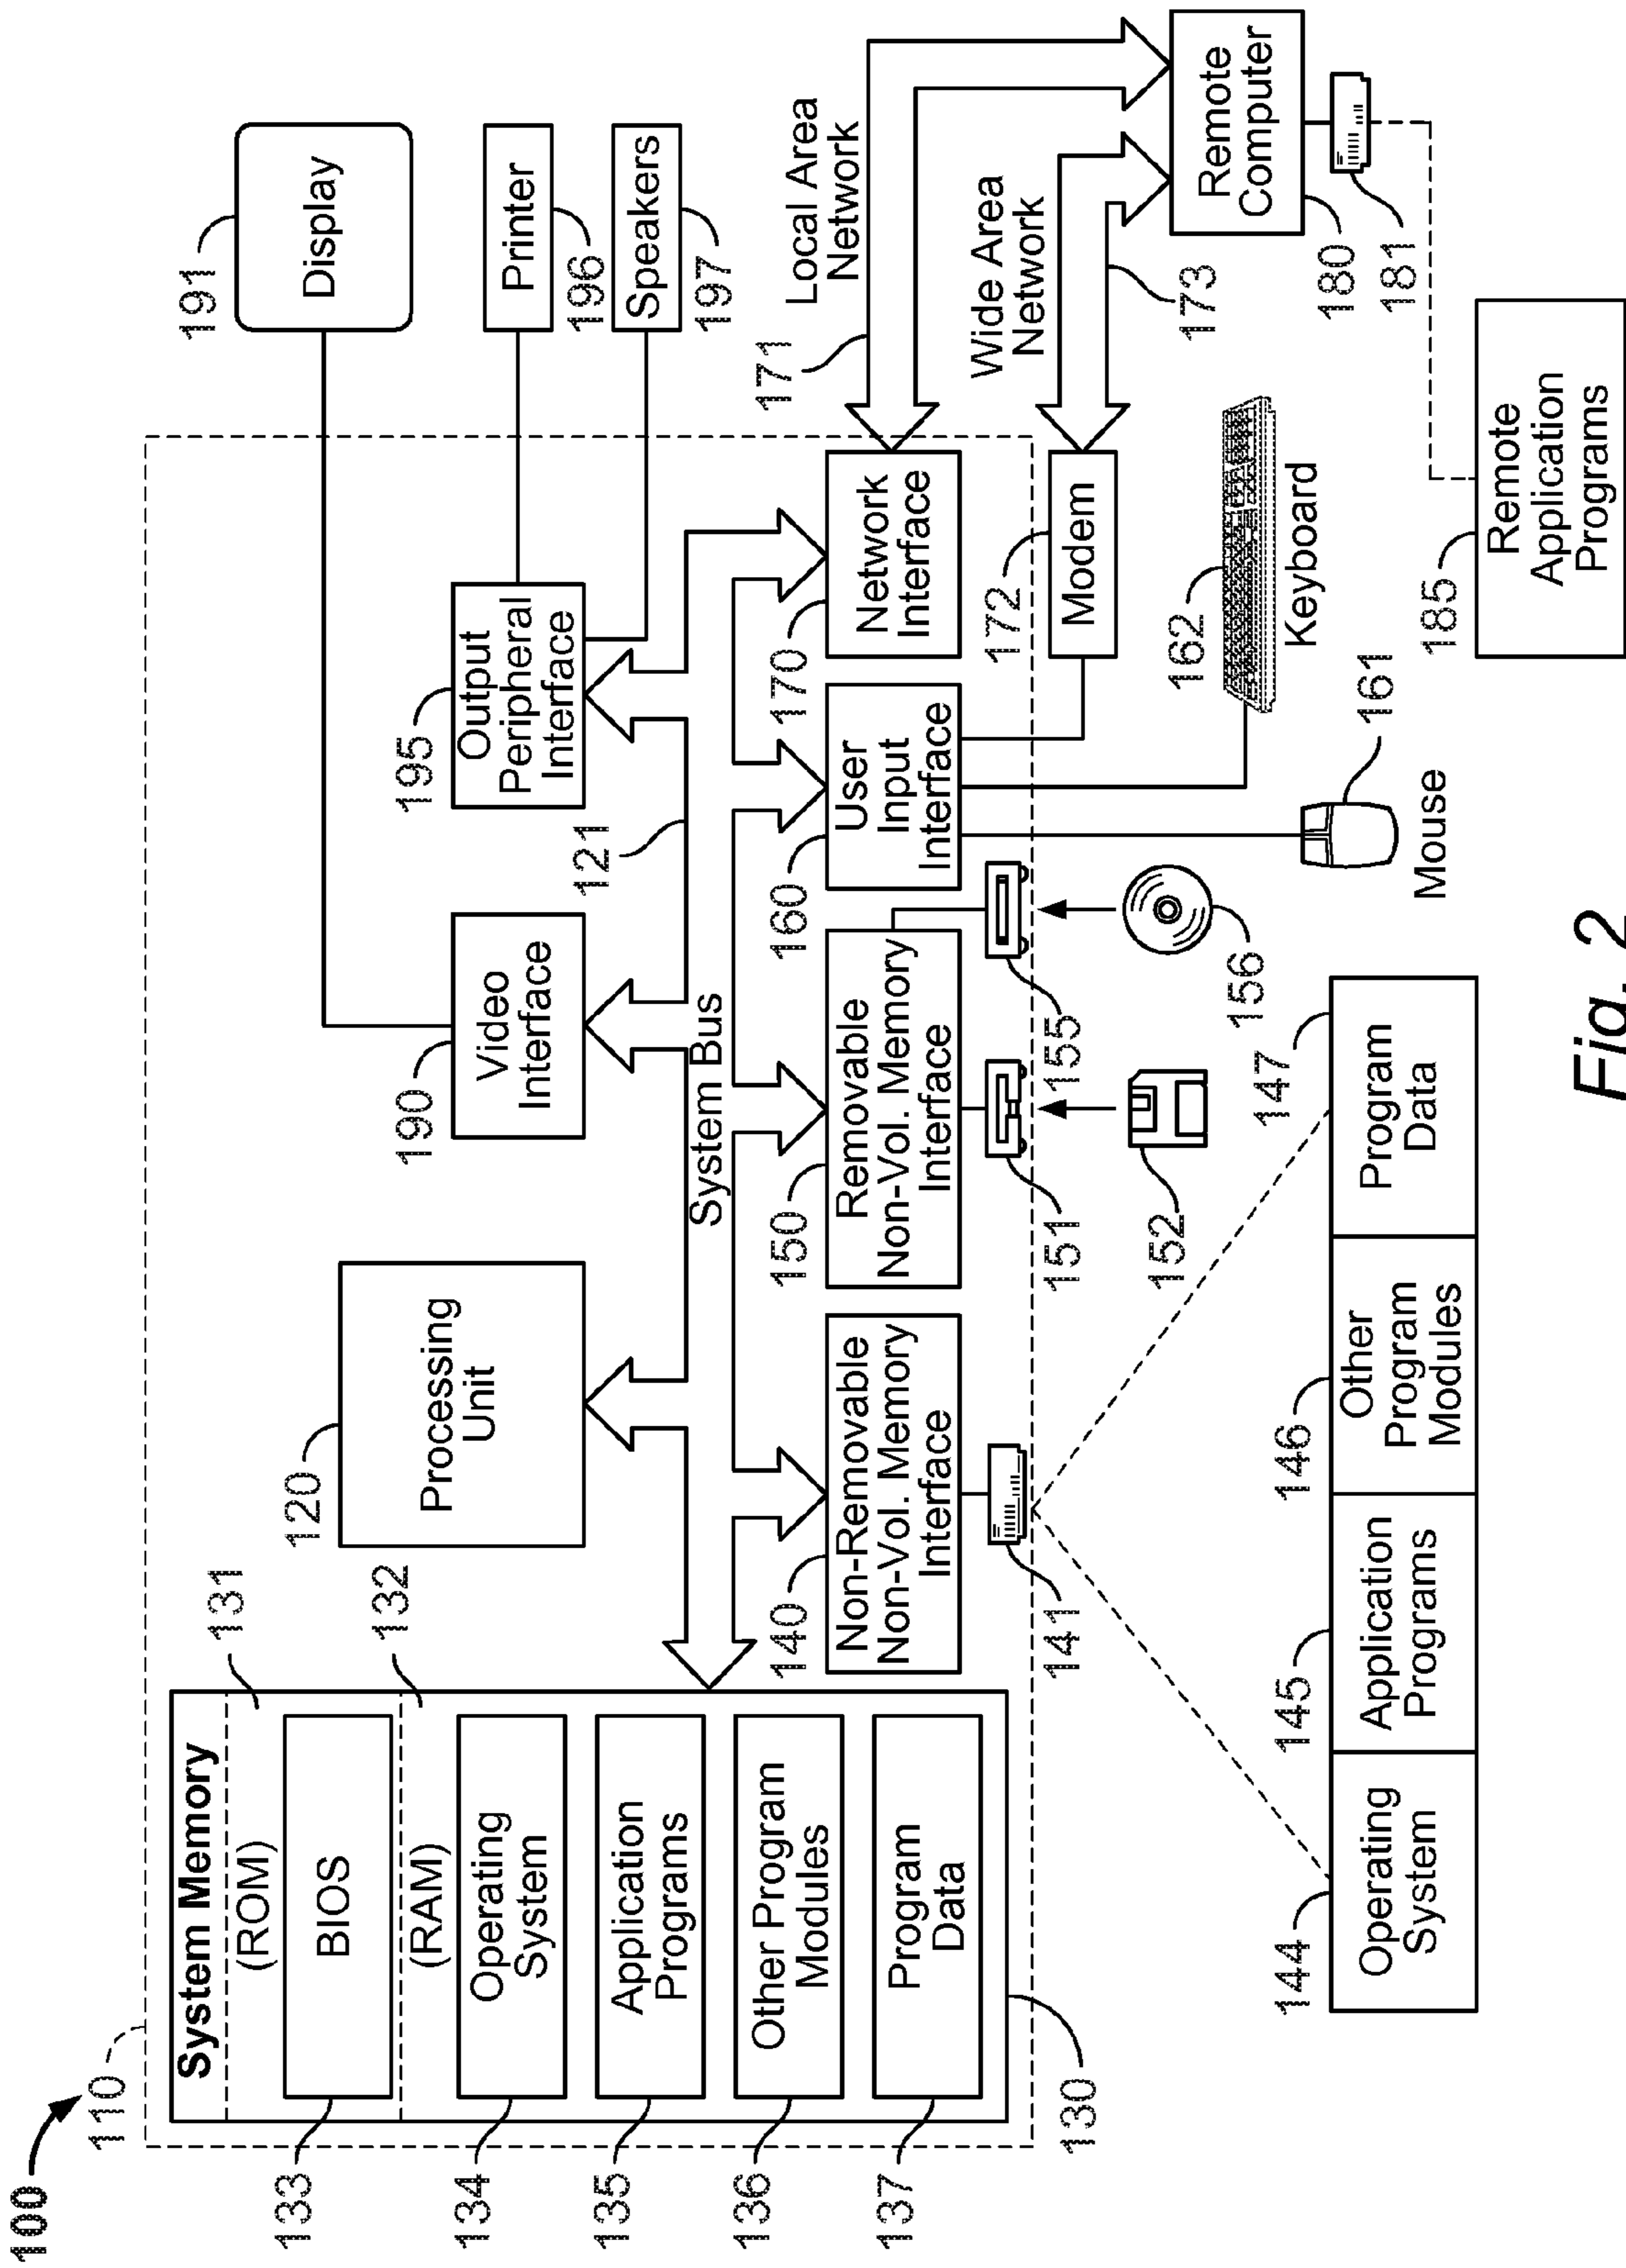 100
110
System Memory
(ROM)
131
BIOS
133
(RAM)
132
Operating
System
134
Application
Programs
135
Other Program
Modules
136
Program
Data
137
130
120
Processing
Unit
190
Video
Interface
121
195
Output
Peripheral
Interface
191
Display
Printer
196
Speakers
197
System Bus
140
Non-Removable
Non-Vol. Memory
Interface
141
150
Removable
Non-Vol. Memory
Interface
151
155
152
156
160
User
Input
Interface
170
Network
Interface
171
Local Area
Network
172
Modem
Wide Area
Network
173
162
Keyboard
161
Mouse
Remote
Computer
180
181
185
Remote
Application
Programs
144
Operating
System
145
Application
Programs
146
Other
Program
Modules
147
Program
Data
Fig. 2